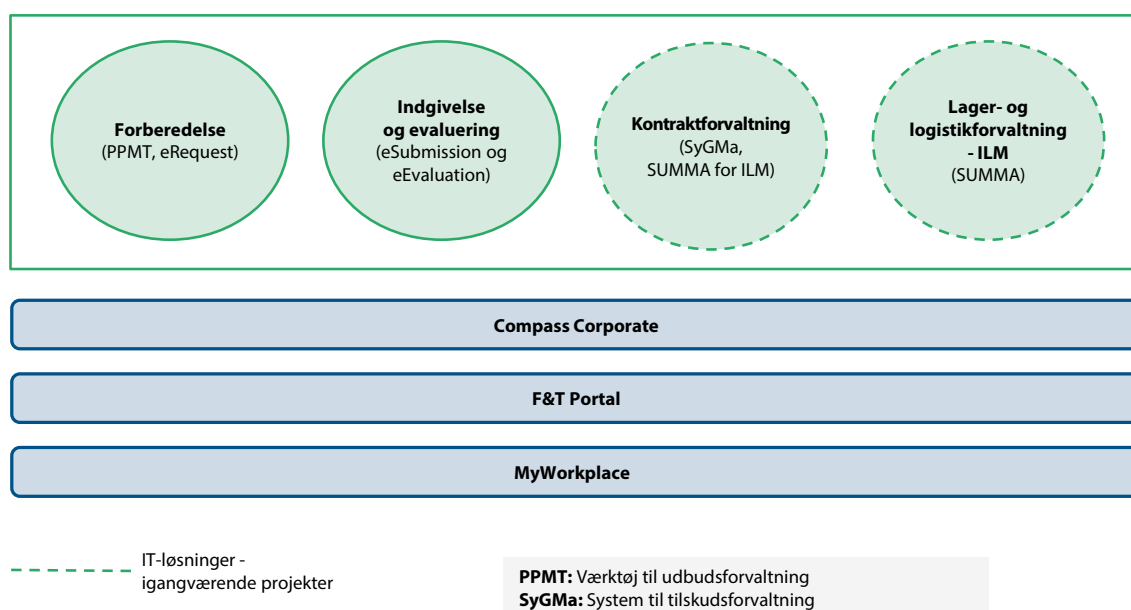 Forberedelse
(PPMT, eRequest)
Indgivelse
og evaluering
(eSubmission og
eEvaluation)
Kontraktforvaltning
(SyGMa,
SUMMA for ILM)
Lager- og
logistikforvaltning
- ILM
(SUMMA)
Compass Corporate
F&T Portal
MyWorkplace
IT-løsninger -
igangværende projekter
PPMT: Værktøj til udbudsforvaltning
SyGMa: System til tilskudsforvaltning